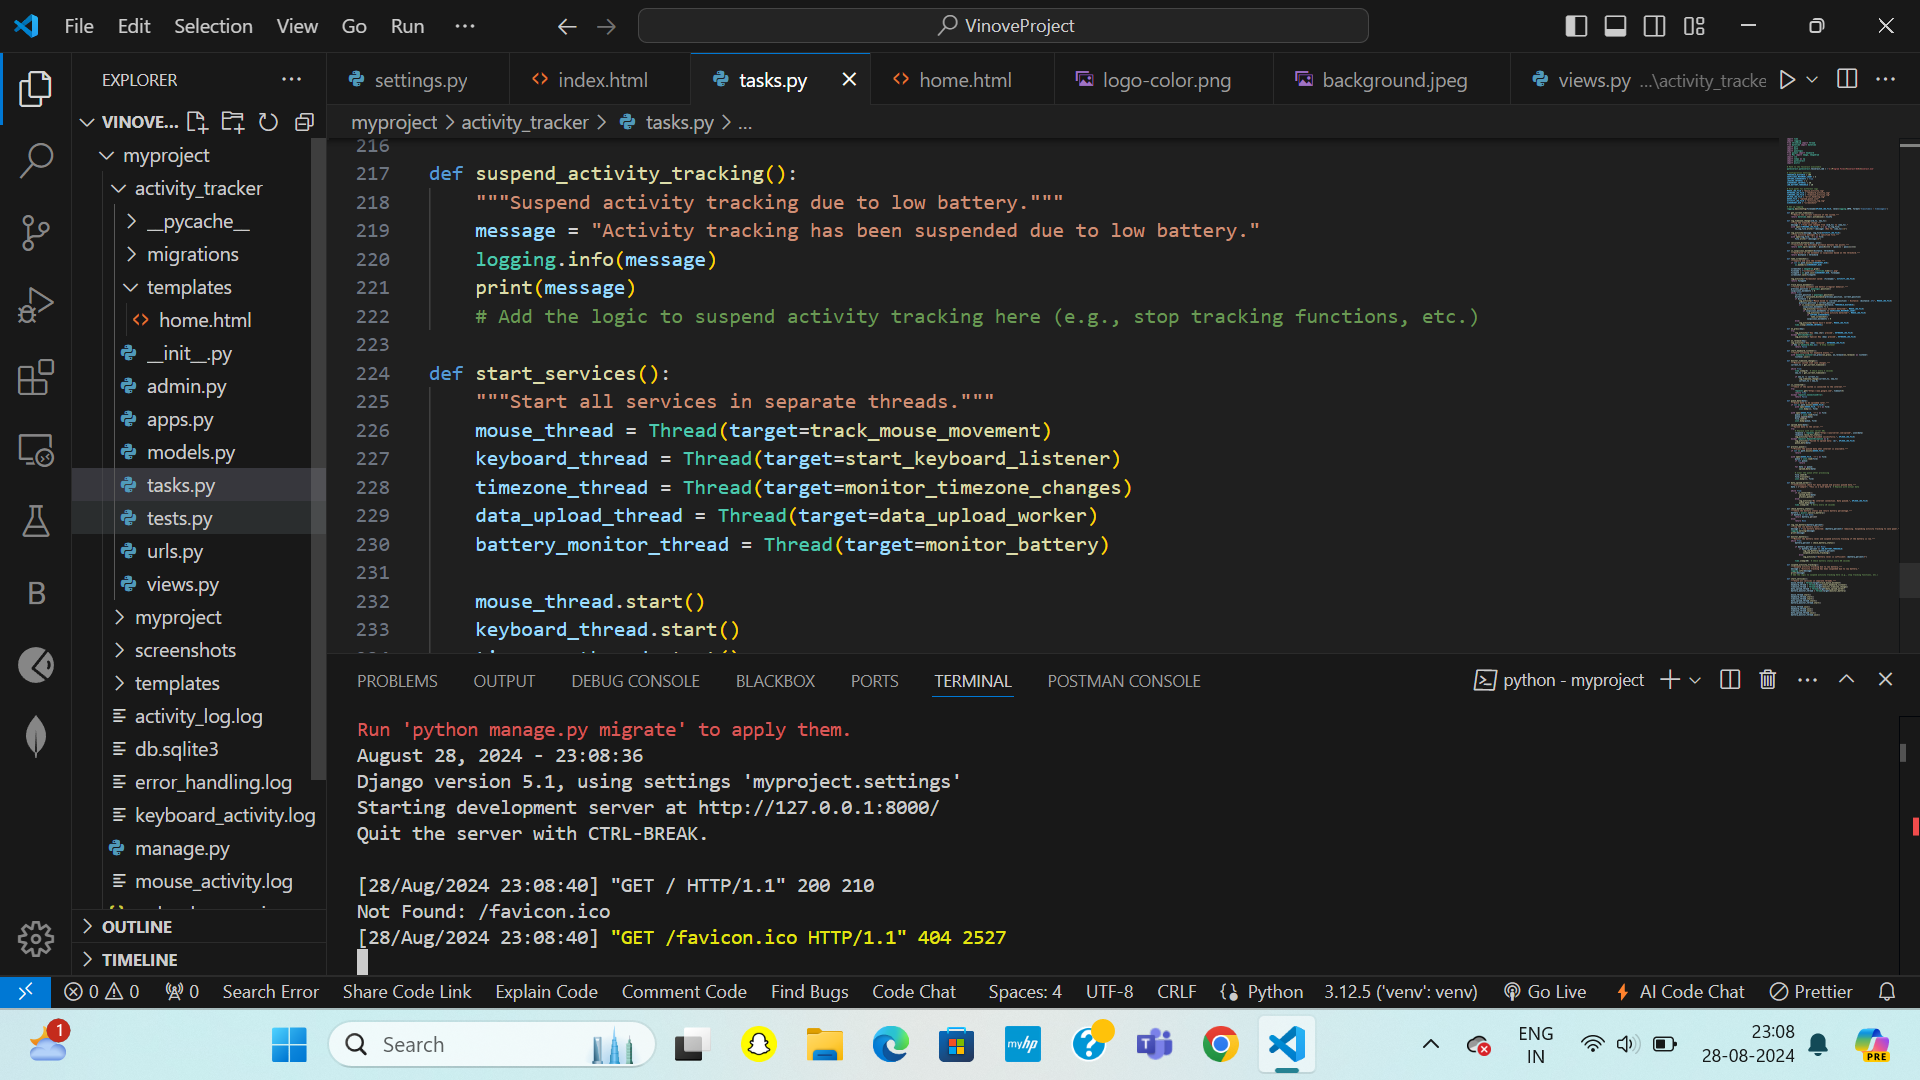 File Edit Selection View Go Run ···
VinoveProject
EXPLORER
settings.py
index.html
tasks.py
home.html
logo-color.png
background.jpeg
views.py ...\activity_tracke
VINOVE...
myproject > activity_tracker > tasks.py > ...
myproject
activity_tracker
__pycache__
migrations
templates
home.html
__init__.py
admin.py
apps.py
models.py
tasks.py
tests.py
urls.py
views.py
myproject
screenshots
templates
activity_log.log
db.sqlite3
error_handling.log
keyboard_activity.log
manage.py
mouse_activity.log
OUTLINE
TIMELINE
216
217 def suspend_activity_tracking():
218 """Suspend activity tracking due to low battery."""
219 message = "Activity tracking has been suspended due to low battery."
220 logging.info(message)
221 print(message)
222 # Add the logic to suspend activity tracking here (e.g., stop tracking functions, etc.)
223
224 def start_services():
225 """Start all services in separate threads."""
226 mouse_thread = Thread(target=track_mouse_movement)
227 keyboard_thread = Thread(target=start_keyboard_listener)
228 timezone_thread = Thread(target=monitor_timezone_changes)
229 data_upload_thread = Thread(target=data_upload_worker)
230 battery_monitor_thread = Thread(target=monitor_battery)
231
232 mouse_thread.start()
233 keyboard_thread.start()
PROBLEMS OUTPUT DEBUG CONSOLE BLACKBOX PORTS TERMINAL POSTMAN CONSOLE
python - myproject
Run 'python manage.py migrate' to apply them.
August 28, 2024 - 23:08:36
Django version 5.1, using settings 'myproject.settings'
Starting development server at http://127.0.0.1:8000/
Quit the server with CTRL-BREAK.
[28/Aug/2024 23:08:40] "GET / HTTP/1.1" 200 210
Not Found: /favicon.ico
[28/Aug/2024 23:08:40] "GET /favicon.ico HTTP/1.1" 404 2527
0 0 0 Search Error Share Code Link Explain Code Comment Code Find Bugs Code Chat Spaces: 4 UTF-8 CRLF Python 3.12.5 ('venv': venv) Go Live AI Code Chat Prettier
1
Search
myhp
ENG
IN
23:08
28-08-2024
PRE